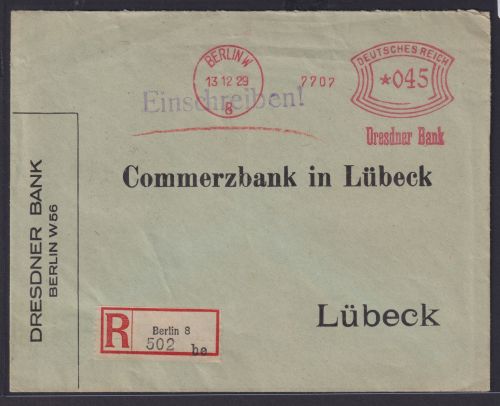 BERLIN W
13.12.29
8
7707
DEUTSCHES REICH
*045
Dresdner Bank
Einschreiben!
Commerzbank in Lübeck
Lübeck
DRESDNER BANK
BERLIN W 56
R
Berlin 8
502 be